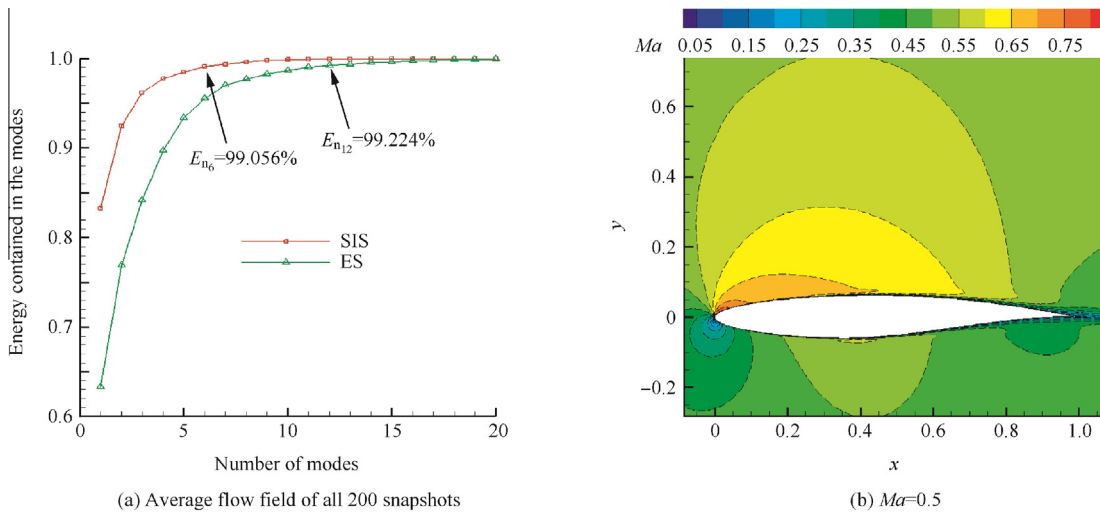 1.0
0.9
0.8
0.7
0.6
Energy contained in the modes
E_n6=99.056%
E_n12=99.224%
SIS
ES
0 5 10 15 20
Number of modes
(a) Average flow field of all 200 snapshots
Ma 0.05 0.15 0.25 0.35 0.45 0.55 0.65 0.75
0.6
0.4
0.2
0
−0.2
y
0 0.2 0.4 0.6 0.8 1.0
x
(b) Ma=0.5